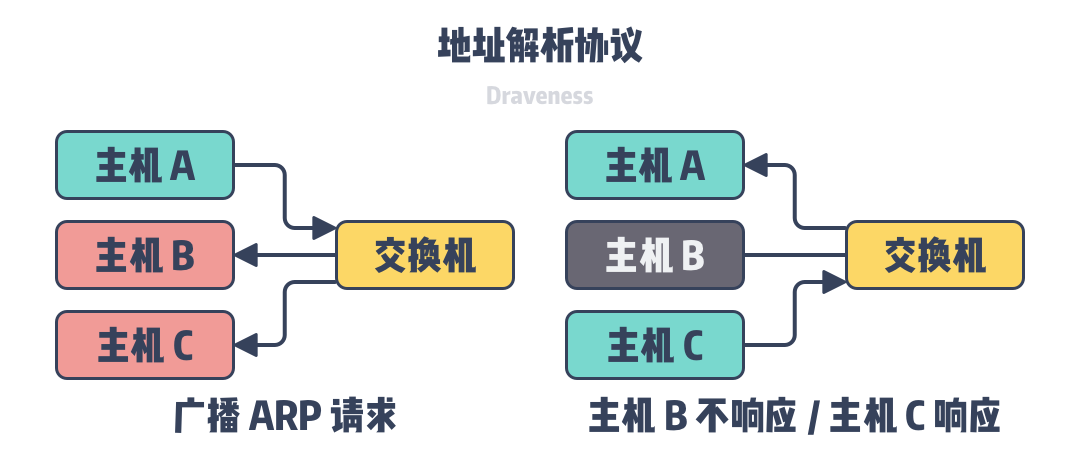 地址解析协议
Draveness
主机 A
主机 B
主机 C
交换机
广播 ARP 请求
主机 A
主机 B
主机 C
交换机
主机 B 不响应 / 主机 C 响应